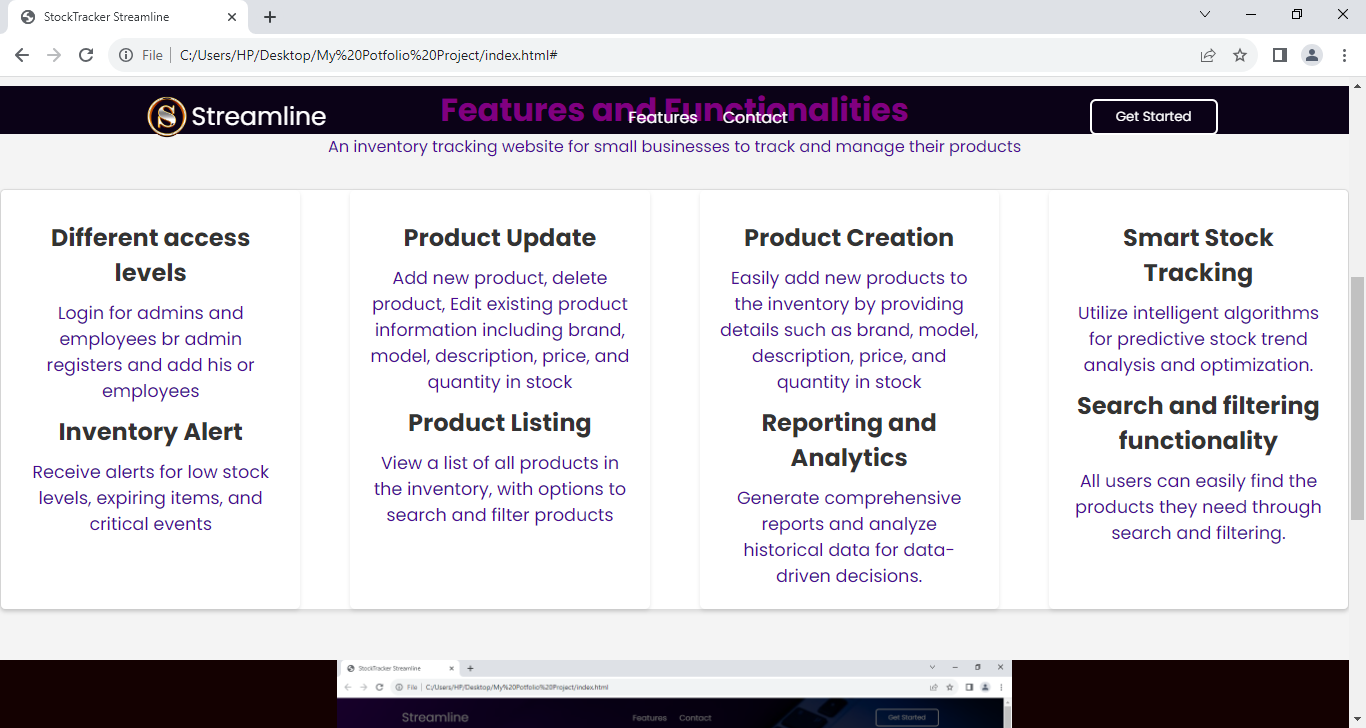 StockTracker Streamline
File C:/Users/HP/Desktop/My%20Potfolio%20Project/index.html#
Streamline
Features and Functionalities
Features Contact
Get Started
An inventory tracking website for small businesses to track and manage their products
Different access
levels
Login for admins and
employees br admin
registers and add his or
employees
Inventory Alert
Receive alerts for low stock
levels, expiring items, and
critical events
Product Update
Add new product, delete
product, Edit existing product
information including brand,
model, description, price, and
quantity in stock
Product Listing
View a list of all products in
the inventory, with options to
search and filter products
Product Creation
Easily add new products to
the inventory by providing
details such as brand, model,
description, price, and
quantity in stock
Reporting and
Analytics
Generate comprehensive
reports and analyze
historical data for data-
driven decisions.
Smart Stock
Tracking
Utilize intelligent algorithms
for predictive stock trend
analysis and optimization.
Search and filtering
functionality
All users can easily find the
products they need through
search and filtering.
StockTracker Streamline
File C:/Users/HP/Desktop/My%20Potfolio%20Project/index.html
Streamline
Features Contact
Get Started